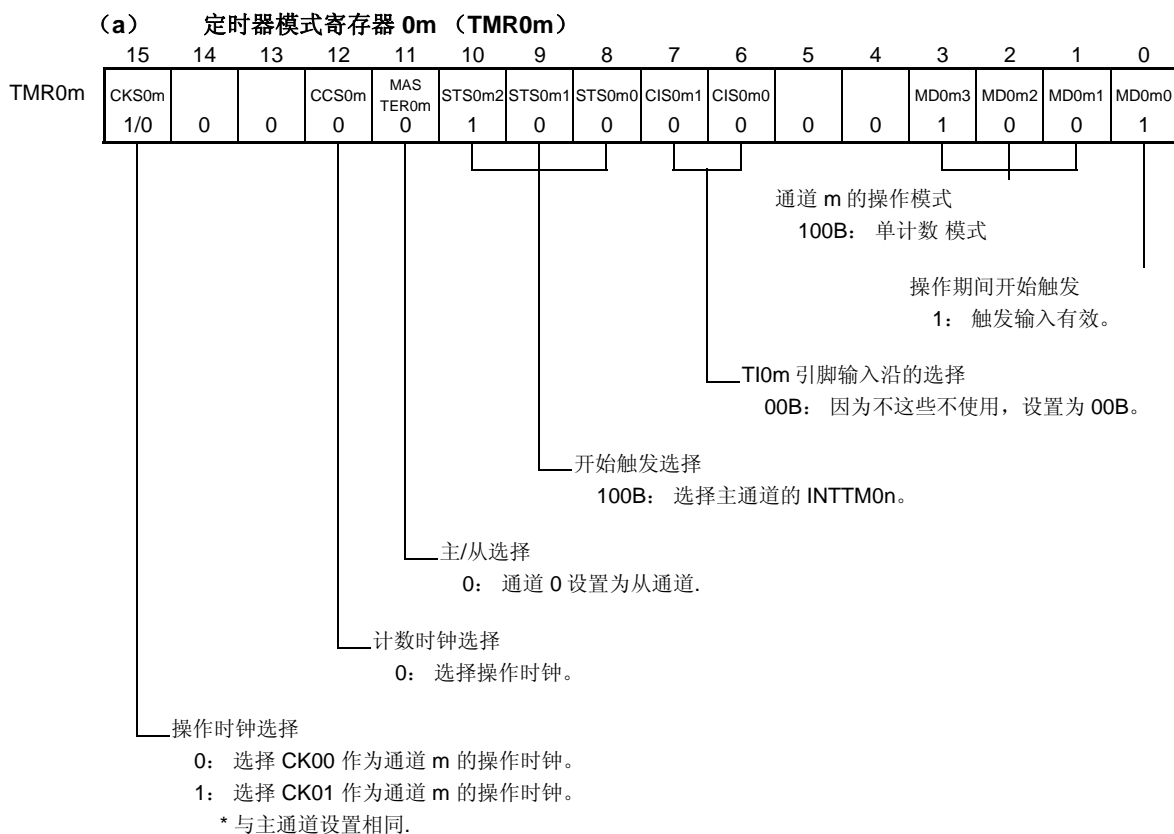 （a） 定时器模式寄存器 0m （TMR0m）
15 14 13 12 11 10 9 8 7 6 5 4 3 2 1 0
TMR0m CKS0m CCS0m MAS TER0m STS0m2 STS0m1 STS0m0 CIS0m1 CIS0m0 MD0m3 MD0m2 MD0m1 MD0m0
1/0 0 0 0 0 1 0 0 0 0 0 0 1 0 0 1
通道 m 的操作模式
100B： 单计数 模式
操作期间开始触发
1： 触发输入有效。
TI0m 引脚输入沿的选择
00B： 因为不这些不使用，设置为 00B。
开始触发选择
100B： 选择主通道的 INTTM0n。
主/从选择
0： 通道 0 设置为从通道.
计数时钟选择
0： 选择操作时钟。
操作时钟选择
0： 选择 CK00 作为通道 m 的操作时钟。
1： 选择 CK01 作为通道 m 的操作时钟。
* 与主通道设置相同.